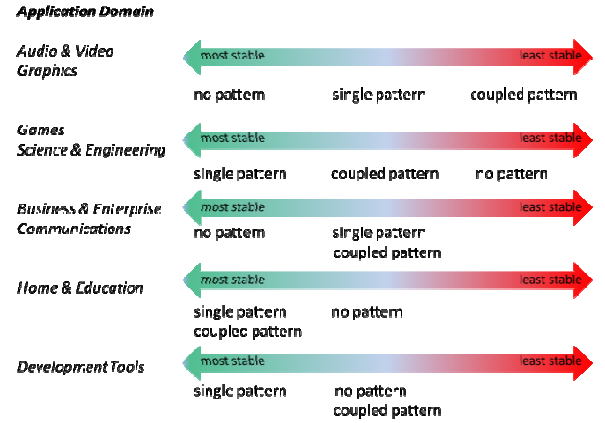 Application Domain
Audio & Video
Graphics
most stable least stable
no pattern single pattern coupled pattern
Games
Science & Engineering
most stable least stable
single pattern coupled pattern no pattern
Business & Enterprise
Communications
most stable least stable
no pattern single pattern
coupled pattern
Home & Education
most stable least stable
single pattern no pattern
coupled pattern
Development Tools
most stable least stable
single pattern no pattern
coupled pattern